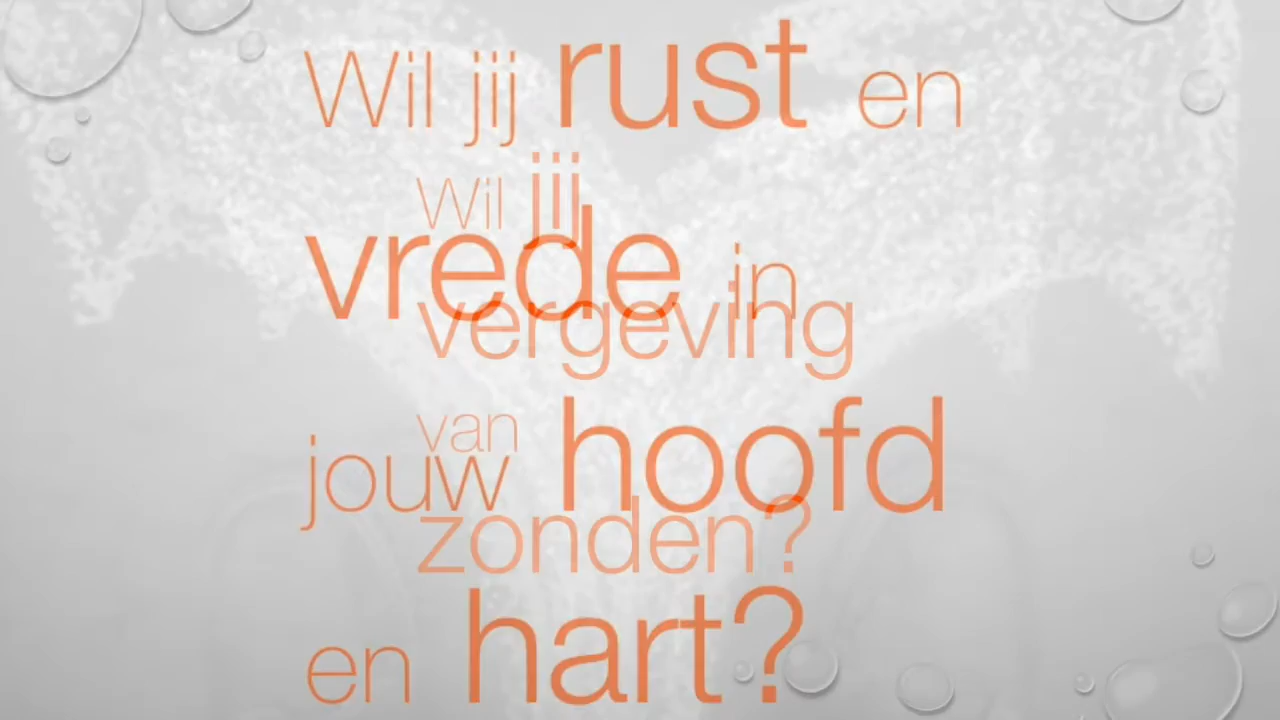 Wil jij rust en
Wil jij
vrede in
vergeving
van
jouw hoofd
zonden?
en hart?